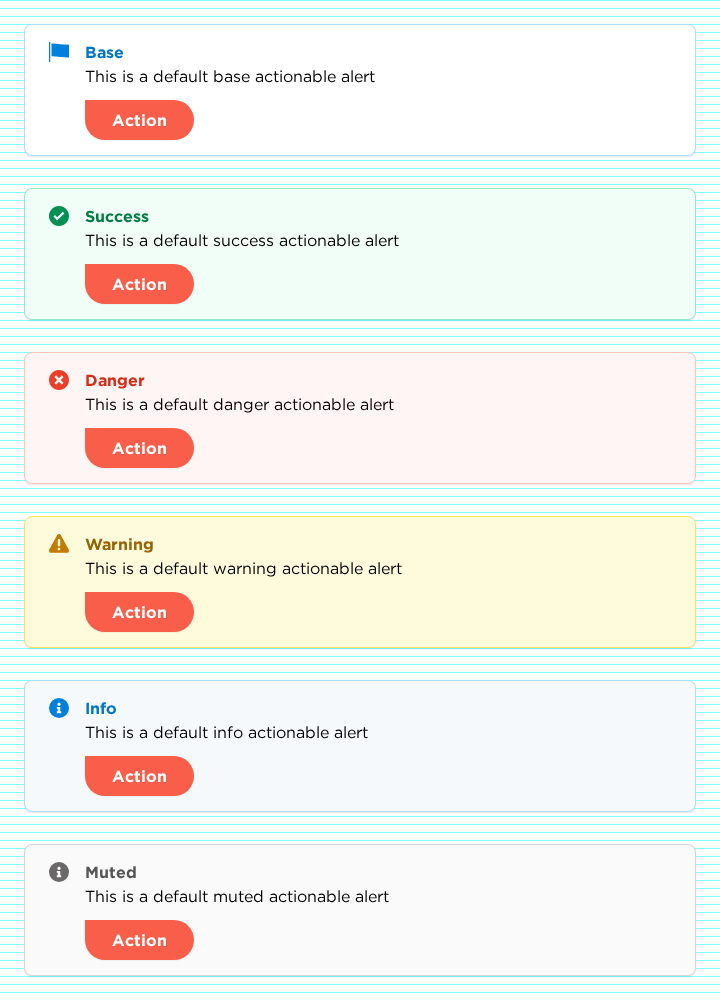 Base
This is a default base actionable alert
Action
Success
This is a default success actionable alert
Action
Danger
This is a default danger actionable alert
Action
Warning
This is a default warning actionable alert
Action
Info
This is a default info actionable alert
Action
Muted
This is a default muted actionable alert
Action